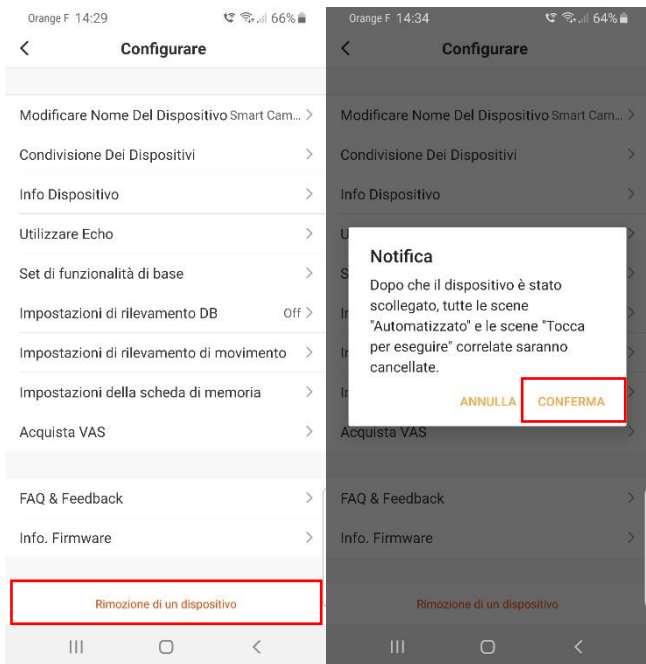 Orange F 14:29
66%
Configurare
Modificare Nome Del Dispositivo Smart Cam...
Condivisione Dei Dispositivi
Info Dispositivo
Utilizzare Echo
Set di funzionalità di base
Impostazioni di rilevamento DB Off
Impostazioni di rilevamento di movimento
Impostazioni della scheda di memoria
Acquista VAS
FAQ & Feedback
Info. Firmware
Rimozione di un dispositivo
Orange F 14:34
64%
Configurare
Modificare Nome Del Dispositivo Smart Cam...
Condivisione Dei Dispositivi
Info Dispositivo
Notifica
Dopo che il dispositivo è stato
scollegato, tutte le scene
"Automatizzato" e le scene "Tocca
per eseguire" correlate saranno
cancellate.
ANNULLA CONFERMA
Acquista VAS
FAQ & Feedback
Info. Firmware
Rimozione di un dispositivo